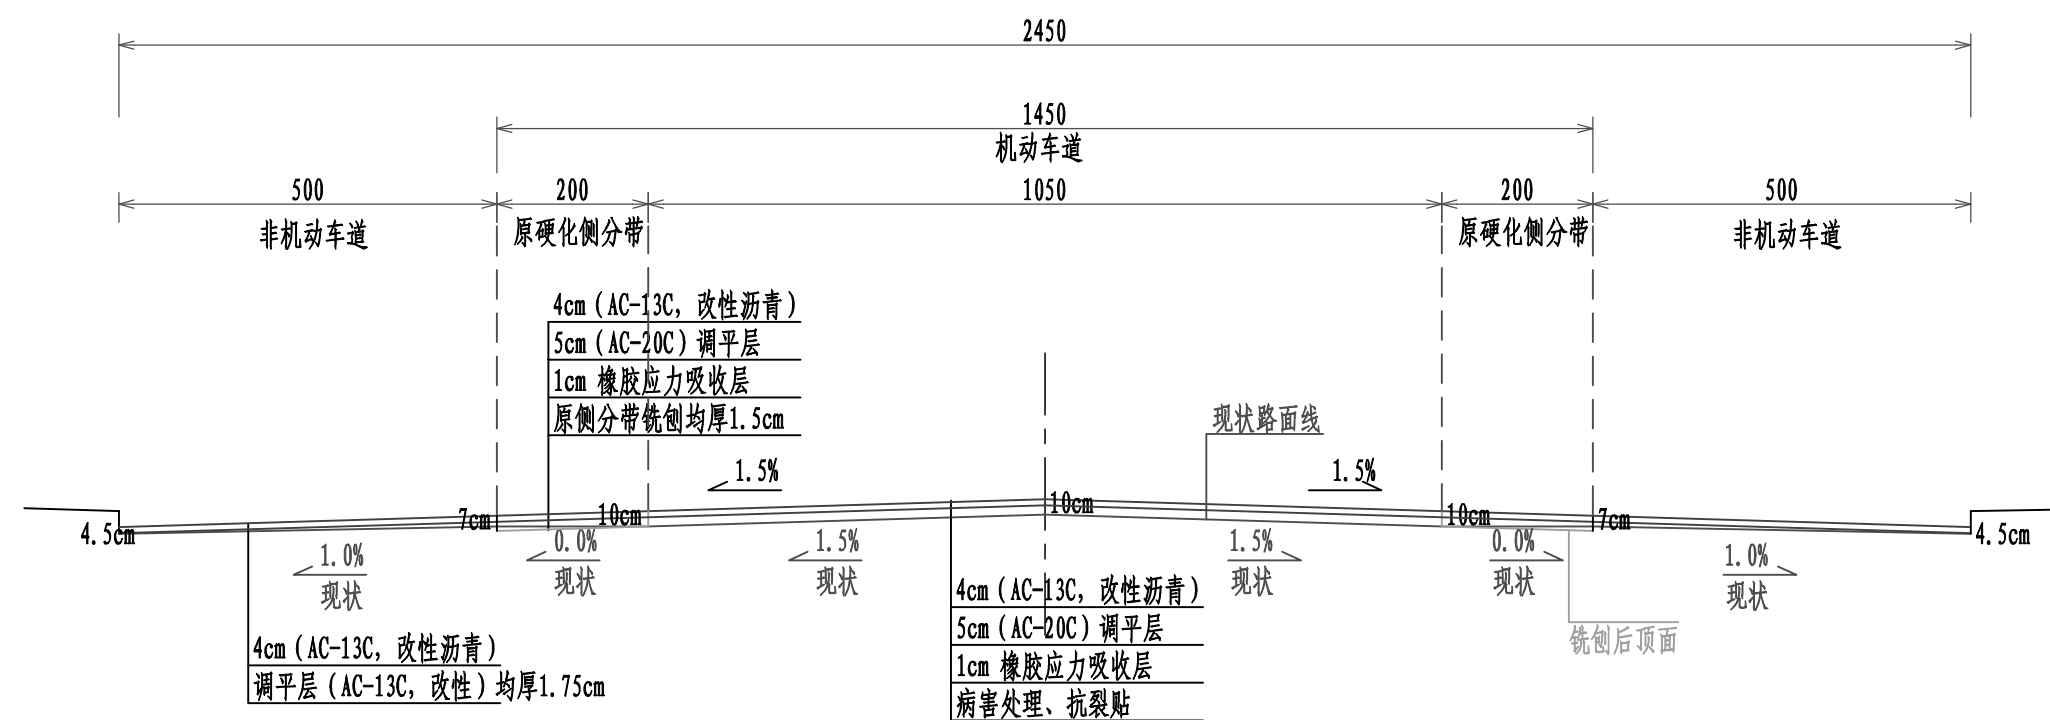 2450
1450
机动车道
500
200
1050
200
500
非机动车道
原硬化侧分带
原硬化侧分带
非机动车道
4cm（AC-13C，改性沥青）
5cm（AC-20C）调平层
1cm 橡胶应力吸收层
原侧分带铣刨均厚1.5cm
现状路面线
1.5%
1.5%
4.5cm
7cm
10cm
10cm
10cm
7cm
4.5cm
1.0%
现状
0.0%
现状
1.5%
现状
1.5%
现状
0.0%
现状
1.0%
现状
4cm（AC-13C，改性沥青）
5cm（AC-20C）调平层
1cm 橡胶应力吸收层
病害处理、抗裂贴
铣刨后顶面
4cm（AC-13C，改性沥青）
调平层（AC-13C，改性）均厚1.75cm